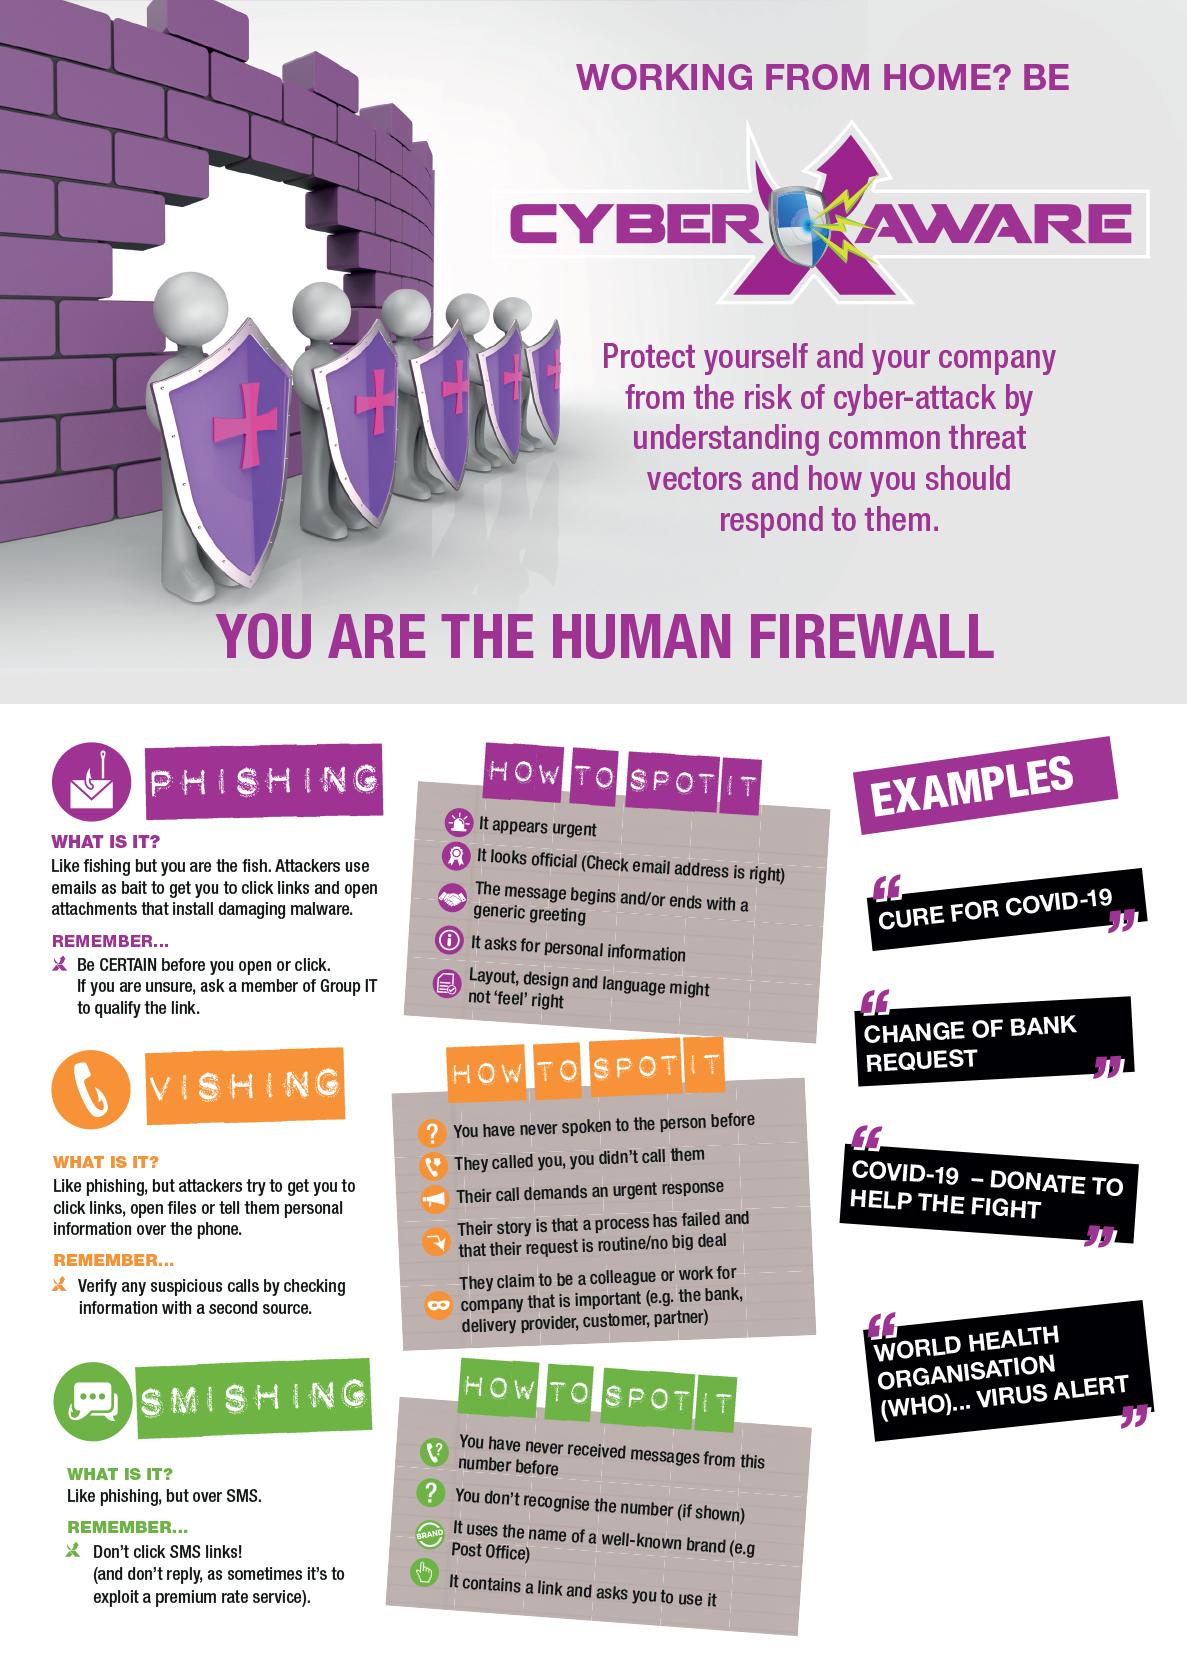 WORKING FROM HOME? BE
CYBER AWARE
Protect yourself and your company
from the risk of cyber-attack by
understanding common threat
vectors and how you should
respond to them.
YOU ARE THE HUMAN FIREWALL
PHISHING
WHAT IS IT?
Like fishing but you are the fish. Attackers use
emails as bait to get you to click links and open
attachments that install damaging malware.
REMEMBER...
Be CERTAIN before you open or click.
If you are unsure, ask a member of Group IT
to qualify the link.
HOW TO SPOT IT
It appears urgent
It looks official (Check email address is right)
The message begins and/or ends with a
generic greeting
It asks for personal information
Layout, design and language might
not ‘feel’ right
VISHING
WHAT IS IT?
Like phishing, but attackers try to get you to
click links, open files or tell them personal
information over the phone.
REMEMBER...
Verify any suspicious calls by checking
information with a second source.
HOW TO SPOT IT
You have never spoken to the person before
They called you, you didn’t call them
Their call demands an urgent response
Their story is that a process has failed and
that their request is routine/no big deal
They claim to be a colleague or work for
company that is important (e.g. the bank,
delivery provider, customer, partner)
SMISHING
WHAT IS IT?
Like phishing, but over SMS.
REMEMBER...
Don’t click SMS links!
(and don’t reply, as sometimes it’s to
exploit a premium rate service).
HOW TO SPOT IT
You have never received messages from this
number before
You don’t recognise the number (if shown)
BRAND
It uses the name of a well-known brand (e.g
Post Office)
It contains a link and asks you to use it
EXAMPLES
“CURE FOR COVID-19”
“CHANGE OF BANK
REQUEST”
“COVID-19 – DONATE TO
HELP THE FIGHT”
“WORLD HEALTH
ORGANISATION
(WHO)... VIRUS ALERT”